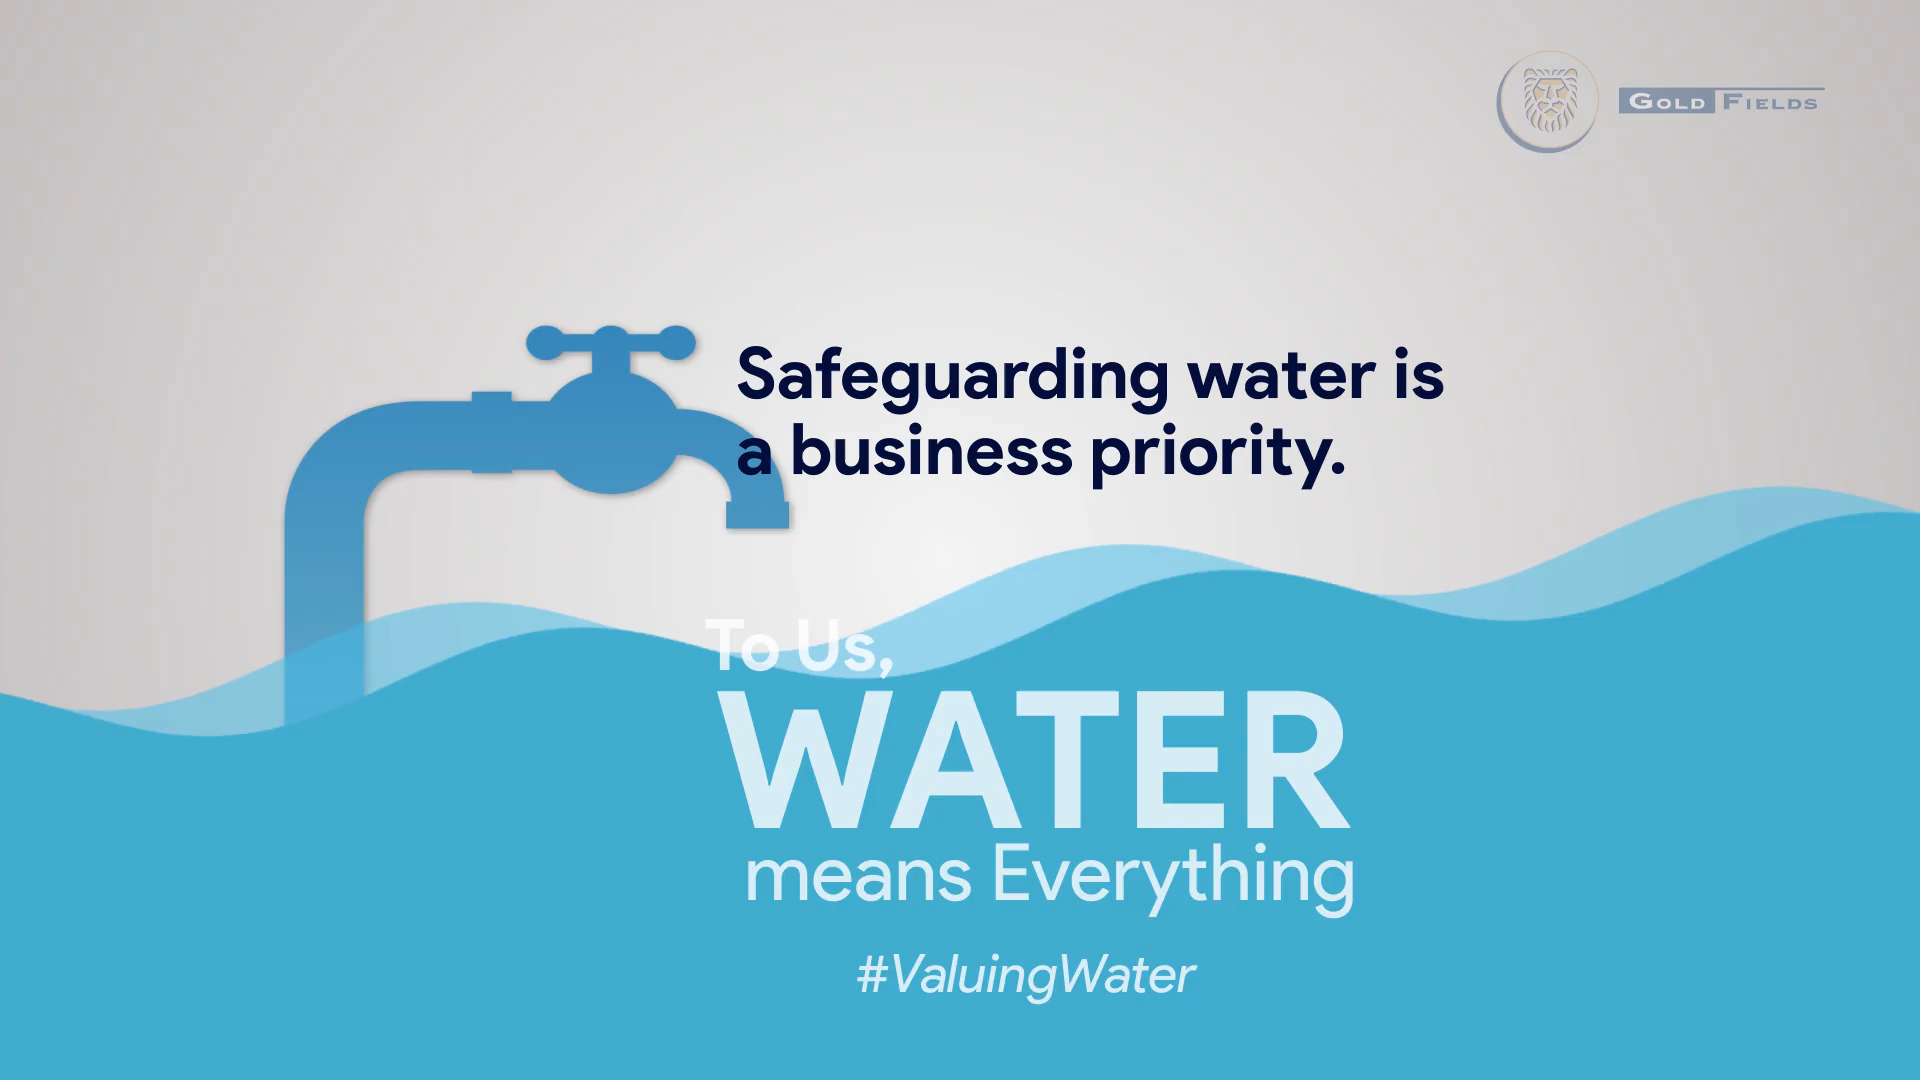 GOLD FIELDS
Safeguarding water is
a business priority.
To Us,
WATER
means Everything
#ValuingWater